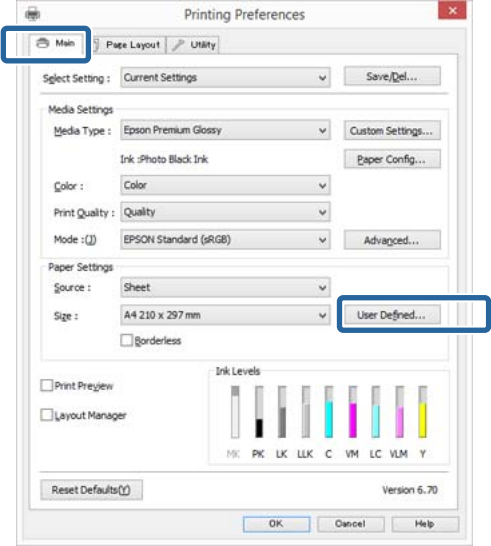 Printing Preferences
Main Page Layout Utility
Select Setting : Current Settings Save/Del...
Media Settings
Media Type : Epson Premium Glossy Custom Settings...
Ink :Photo Black Ink Paper Config...
Color : Color
Print Quality : Quality
Mode :(J) EPSON Standard (sRGB) Advanced...
Paper Settings
Source : Sheet
Size : A4 210 x 297 mm User Defined...
Borderless
Ink Levels
Print Preview
Layout Manager
MK PK LK LLK C VM LC VLM Y
Reset Defaults(Y) Version 6.70
OK Cancel Help